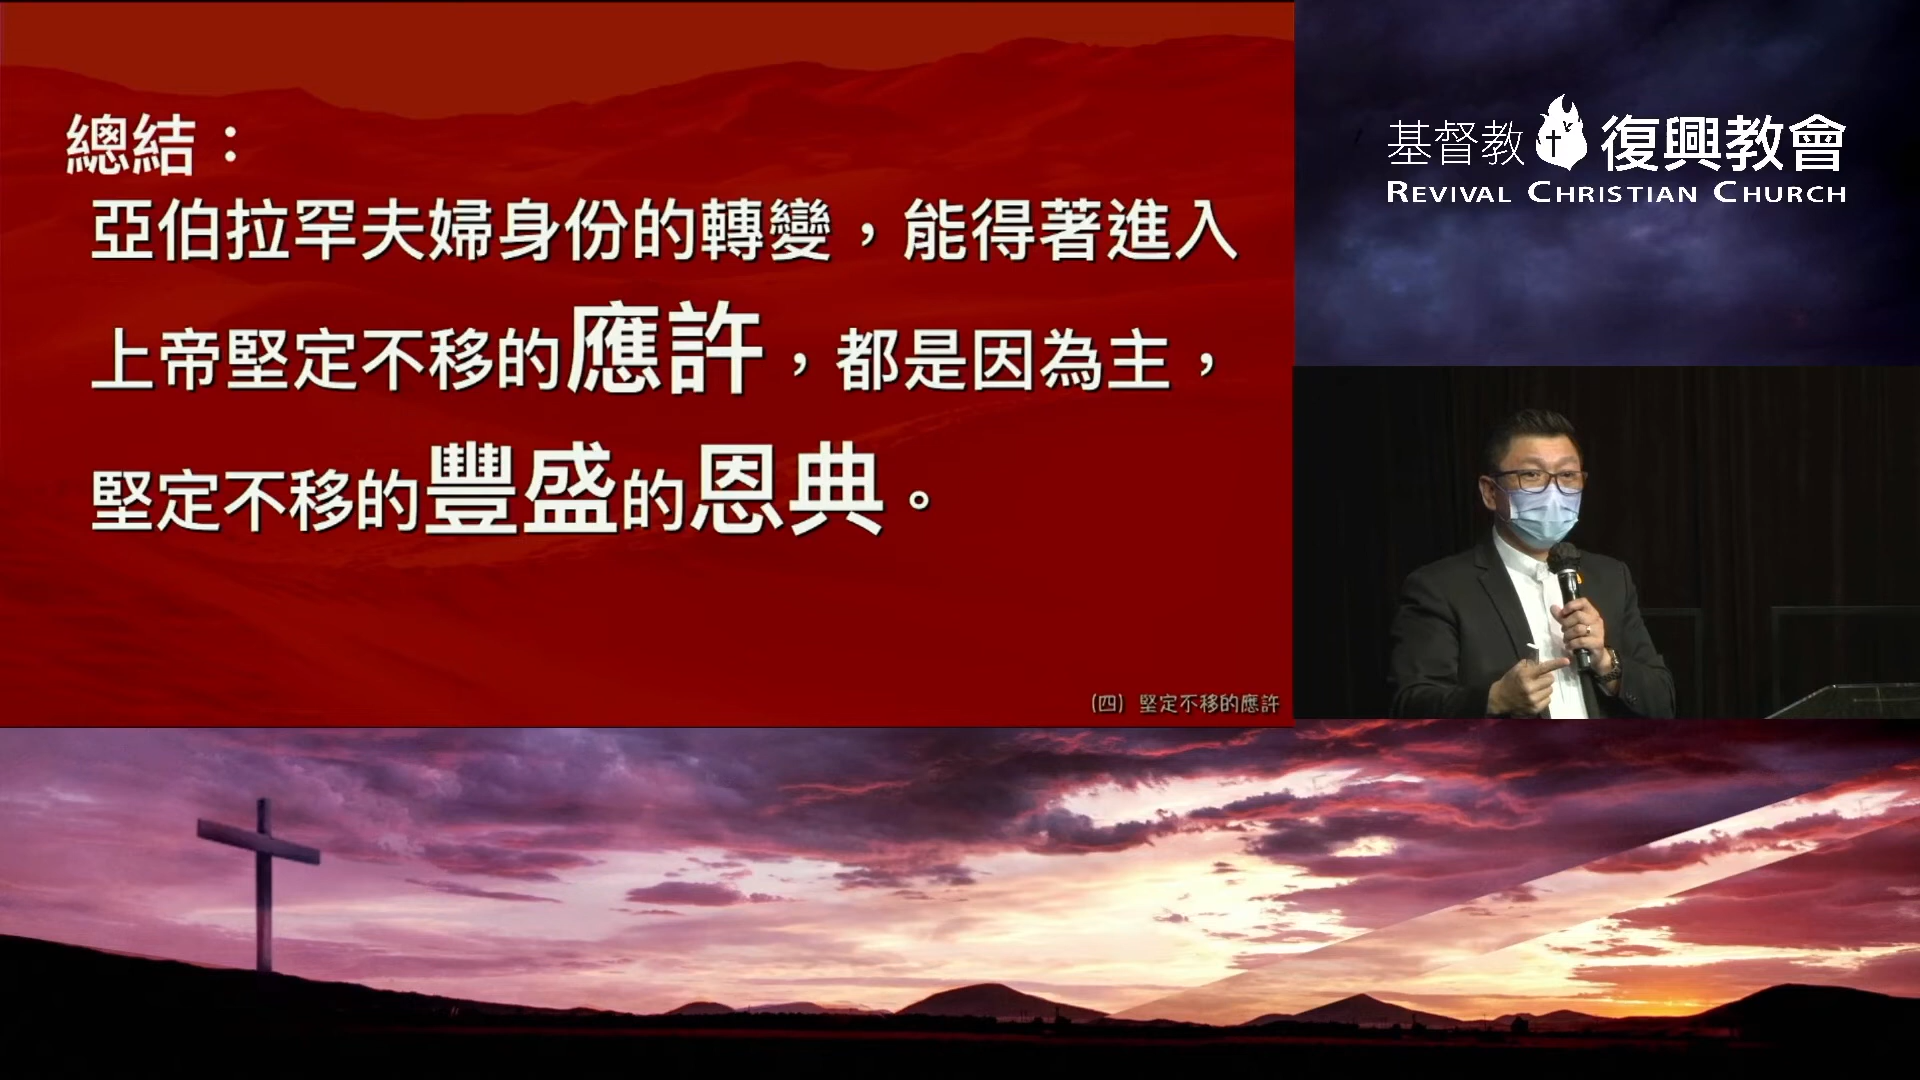 總結：
亞伯拉罕夫婦身份的轉變，能得著進入
上帝堅定不移的應許，都是因為主，
堅定不移的豐盛的恩典。
(四) 堅定不移的應許
基督教 復興教會
REVIVAL CHRISTIAN CHURCH